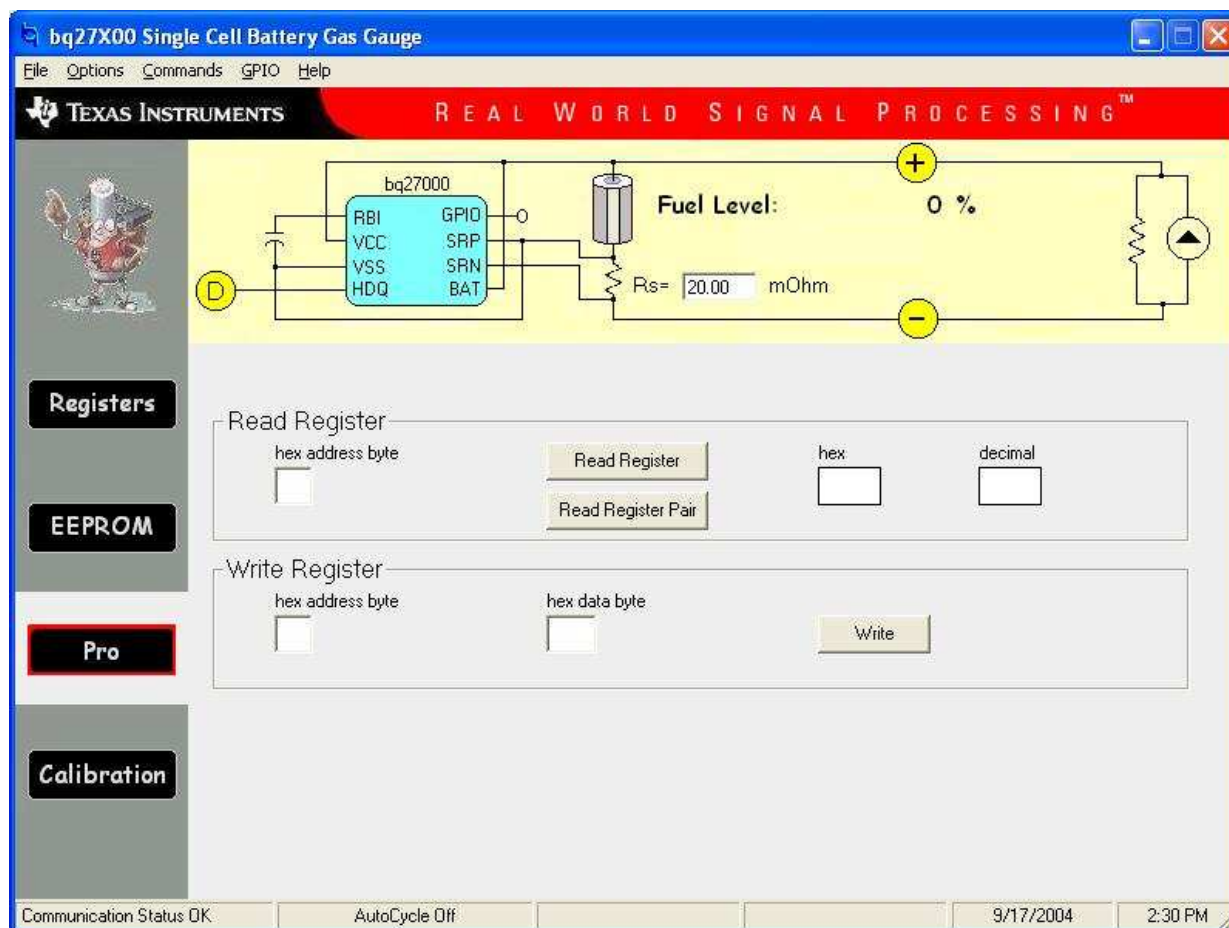 bq27X00 Single Cell Battery Gas Gauge
File Options Commands GPIO Help
TEXAS INSTRUMENTS REAL WORLD SIGNAL PROCESSING™
bq27000
RBI GPIO
VCC SRP
VSS SRN
HDQ BAT
D
Fuel Level: 0 %
+
Rs= 20.00 mOhm
−
Registers
EEPROM
Pro
Calibration
Read Register
hex address byte Read Register hex decimal
Read Register Pair
Write Register
hex address byte hex data byte
Write
Communication Status OK AutoCycle Off 9/17/2004 2:30 PM